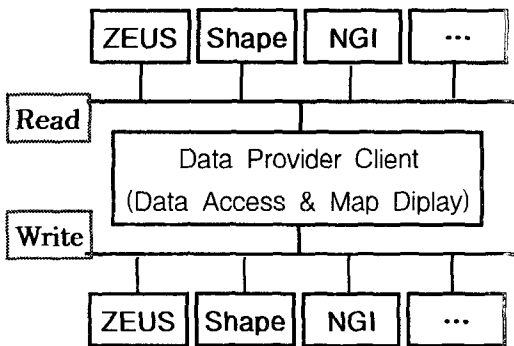 ZEUS Shape NGI ...
Read
Data Provider Client
(Data Access & Map Diplay)
Write
ZEUS Shape NGI ...